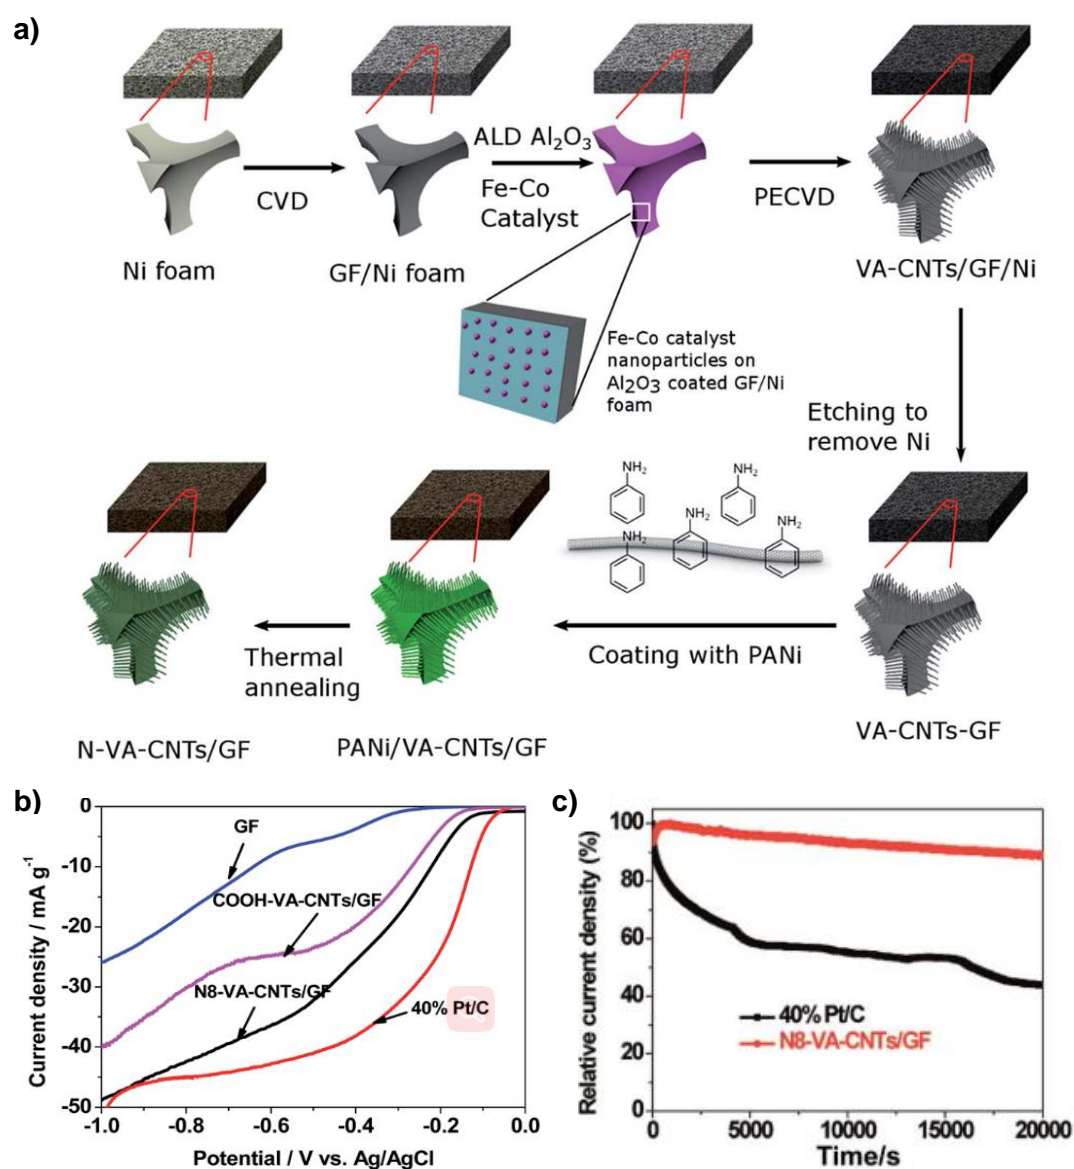 a)
ALD Al₂O₃
CVD
Fe-Co
Catalyst
PECVD
Ni foam
GF/Ni foam
VA-CNTs/GF/Ni
Fe-Co catalyst
nanoparticles on
Al₂O₃ coated GF/Ni
foam
Etching to
remove Ni
NH₂
NH₂
NH₂
NH₂
NH₂
Thermal
annealing
Coating with PANi
N-VA-CNTs/GF
PANi/VA-CNTs/GF
VA-CNTs-GF
b)
0
-10
-20
-30
-40
-50
Current density / mA g⁻¹
GF
COOH-VA-CNTs/GF
N8-VA-CNTs/GF
40% Pt/C
-1.0
-0.8
-0.6
-0.4
-0.2
0.0
Potential / V vs. Ag/AgCl
c)
100
80
60
40
20
0
Relative current density (%)
40% Pt/C
N8-VA-CNTs/GF
0
5000
10000
15000
20000
Time/s